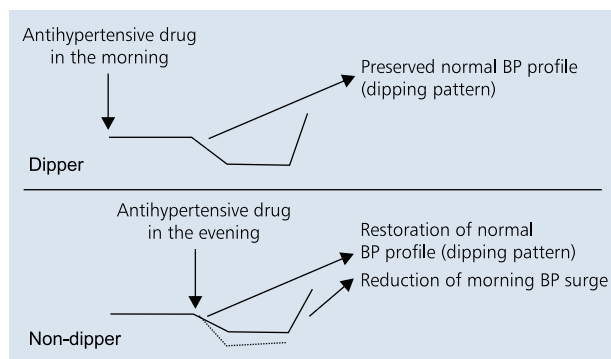 Antihypertensive drug
in the morning
Preserved normal BP profile
(dipping pattern)
Dipper
Antihypertensive drug
in the evening
Restoration of normal
BP profile (dipping pattern)
Reduction of morning BP surge
Non-dipper